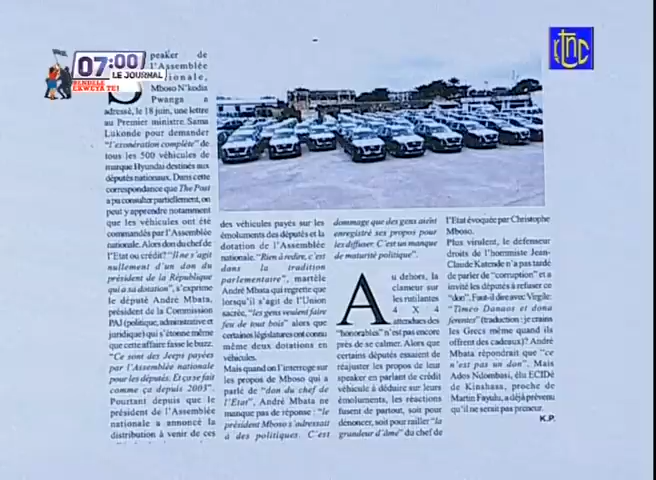 07:00
LE JOURNAL
BENDELE
EKWEYA TE!
rtnc
Speaker de
l'Assemblée
nationale,
Mboso N'kodia
Pwanga a
adressé, le 18 juin, une lettre
au Premier ministre Sama
Lukonde pour demander
"l'exonération complète" de
tous les 500 véhicules de
marque Hyundai destinés aux
députés nationaux. Dans cette
correspondance que The Post
a pu consulter partiellement, on
peut y apprendre notamment
que les véhicules ont été
commandés par l'Assemblée
nationale. Alors don du chef de
l'Etat ou crédit? "Il ne s'agit
nullement d'un don du
président de la République
qui a sa dotation", s'exprime
le député André Mbata,
président de la Commission
PAJ (politique, administrative et
juridique) qui s'étonne même
que cette affaire fasse le buzz.
"Ce sont des Jeeps payées
par l'Assemblée nationale
pour les députés. Et ça se fait
comme ça depuis 2003".
Pourtant depuis que le
président de l'Assemblée
nationale a annoncé la
distribution à venir de ces
des véhicules payés sur les
émoluments des députés et la
dotation de l'Assemblée
nationale. "Rien à redire, c'est
dans la tradition
parlementaire", martèle
André Mbata qui regrette que
lorsqu'il s'agit de l'Union
sacrée, "les gens veulent faire
feu de tout bois" alors que
certaines législatures ont connu
même deux dotations en
véhicules.
Mais quand on l'interroge sur
les propos de Mboso qui a
parlé de "don du chef de
l'Etat", André Mbata ne
manque pas de réponse : "le
président Mboso s'adressait
à des politiques. C'est
dommage que des gens aient
enregistré ses propos pour
les diffuser. C'est un manque
de maturité politique".
Au dehors, la
clameur sur
les rutilantes
4 X 4
attendues des
"honorables" n'est pas encore
près de se calmer. Alors que
certains députés essaient de
réajuster les propos de leur
speaker en parlant de crédit
véhicule à déduire sur leurs
émoluments, les réactions
fusent de partout, soit pour
dénoncer, soit pour railler "la
grandeur d'âme" du chef de
l'Etat évoquée par Christophe
Mboso.
Plus virulent, le défenseur
droits de l'hommiste Jean-
Claude Katende n'a pas tardé
de parler de "corruption" et a
invité les députés à refuser ce
"don". Faut-il dire avec Virgile:
"Timeo Danaos et dona
ferentes" (traduction : je crains
les Grecs même quand ils
offrent des cadeaux)? André
Mbata répondrait que "ce
n'est pas un don". Mais
Ados Ndombasi, élu ECIDé
de Kinshasa, proche de
Martin Fayulu, a déjà prévenu
qu'il ne serait pas preneur.
K.P.